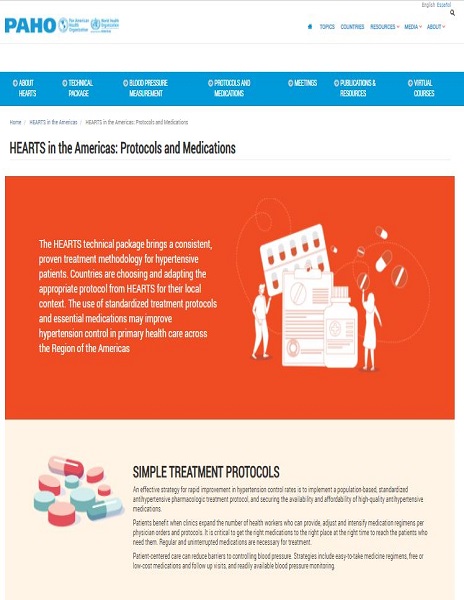 English Español
PAHO
Pan American
Health
Organization
World Health
Organization
TOPICS COUNTRIES RESOURCES MEDIA ABOUT
ABOUT
HEARTS
TECHNICAL
PACKAGE
BLOOD PRESSURE
MEASUREMENT
PROTOCOLS AND
MEDICATIONS
MEETINGS
PUBLICATIONS &
RESOURCES
VIRTUAL
COURSES
Home / HEARTS in the Americas / HEARTS in the Americas: Protocols and Medications
HEARTS in the Americas: Protocols and Medications
The HEARTS technical package brings a consistent,
proven treatment methodology for hypertensive
patients. Countries are choosing and adapting the
appropriate protocol from HEARTS for their local
context. The use of standardized treatment protocols
and essential medications may improve
hypertension control in primary health care across
the Region of the Americas
SIMPLE TREATMENT PROTOCOLS
An effective strategy for rapid improvement in hypertension control rates is to implement a population-based, standardized
antihypertensive pharmacologic treatment protocol, and securing the availability and affordability of high-quality antihypertensive
medications.
Patients benefit when clinics expand the number of health workers who can provide, adjust and intensify medication regimens per
physician orders and protocols. It is critical to get the right medications to the right place at the right time to reach the patients who
need them. Regular and uninterrupted medications are necessary for treatment.
Patient-centered care can reduce barriers to controlling blood pressure. Strategies include easy-to-take medicine regimens, free or
low-cost medications and follow up visits, and readily available blood pressure monitoring.